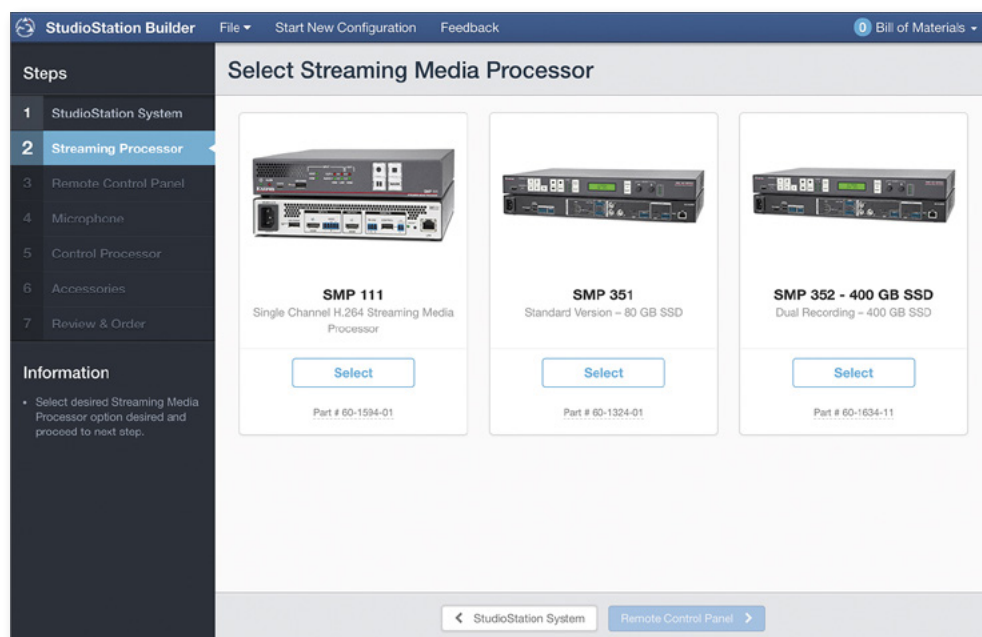 StudioStation Builder File Start New Configuration Feedback 0 Bill of Materials
Steps
1 StudioStation System
2 Streaming Processor
3 Remote Control Panel
4 Microphone
5 Control Processor
6 Accessories
7 Review & Order
Information
• Select desired Streaming Media
Processor option desired and
proceed to next step.
Select Streaming Media Processor
SMP 111
Single Channel H.264 Streaming Media
Processor
Select
Part # 60-1594-01
SMP 351
Standard Version – 80 GB SSD
Select
Part # 60-1324-01
SMP 352 - 400 GB SSD
Dual Recording – 400 GB SSD
Select
Part # 60-1634-11
StudioStation System
Remote Control Panel